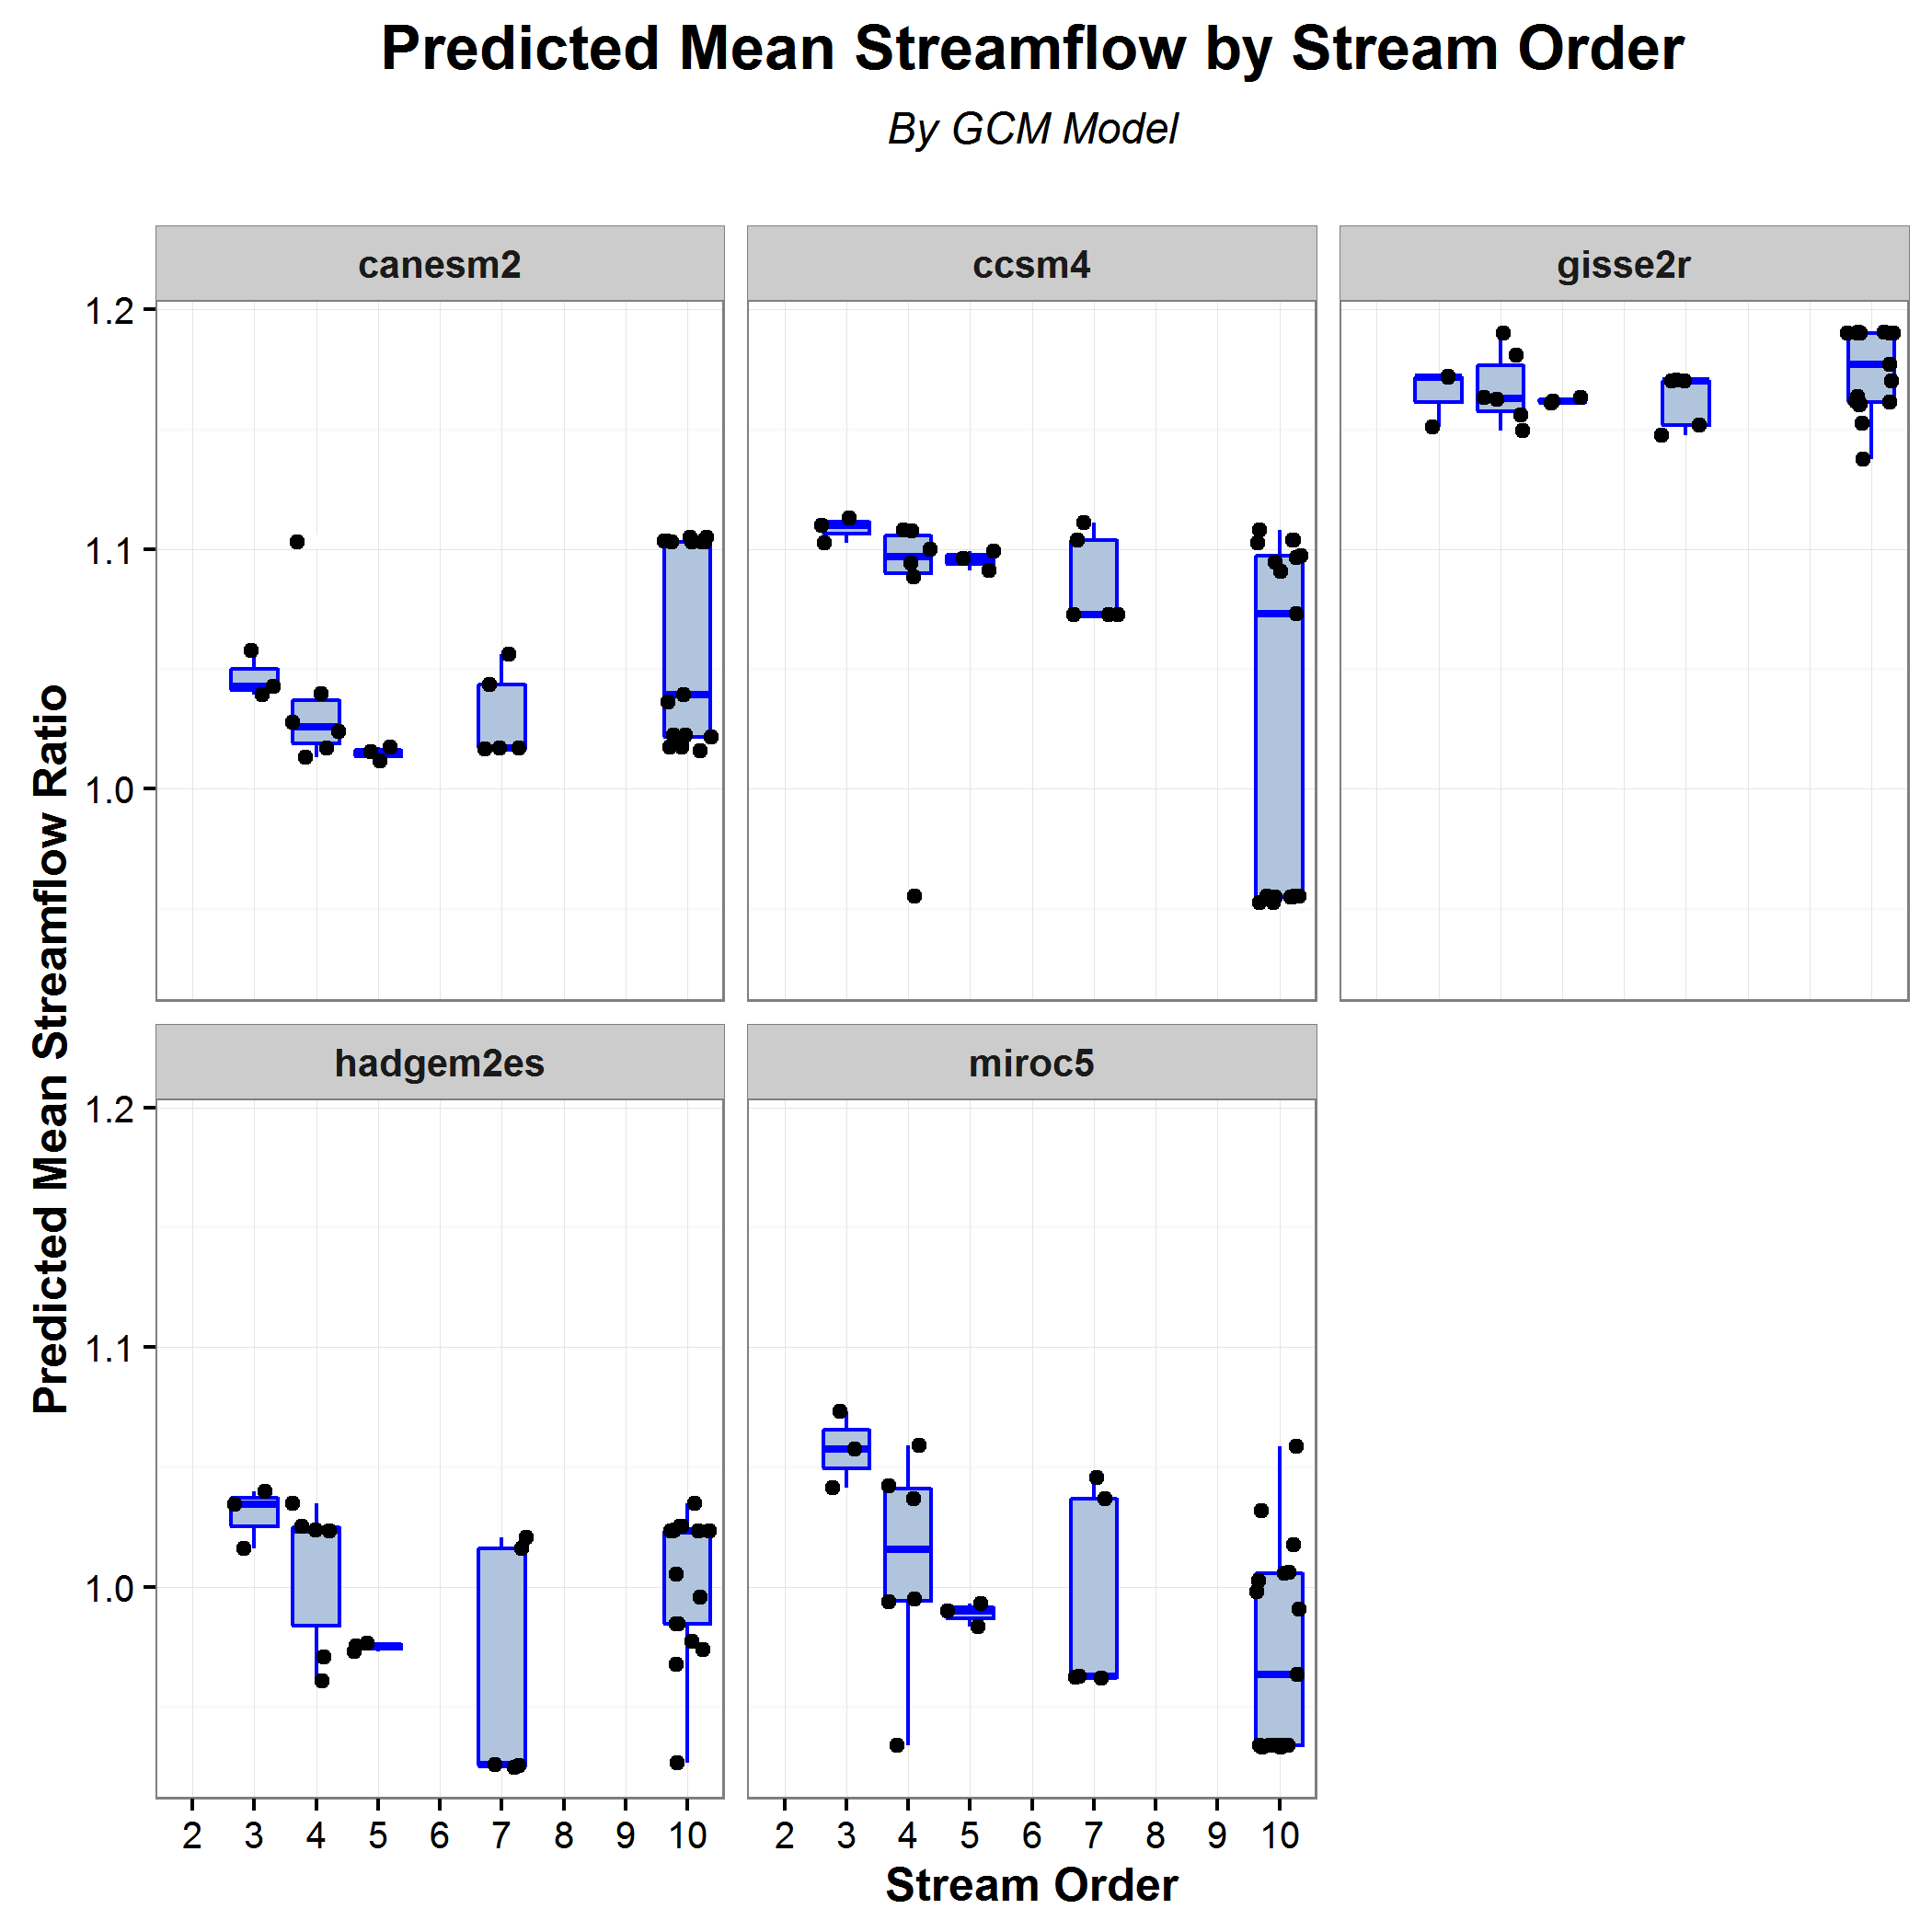 Predicted Mean Streamflow by Stream Order
By GCM Model
canesm2
ccsm4
gisse2r
1.2
1.1
1.0
Predicted Mean Streamflow Ratio
hadgem2es
miroc5
1.2
1.1
1.0
2 3 4 5 6 7 8 9 10
2 3 4 5 6 7 8 9 10
Stream Order